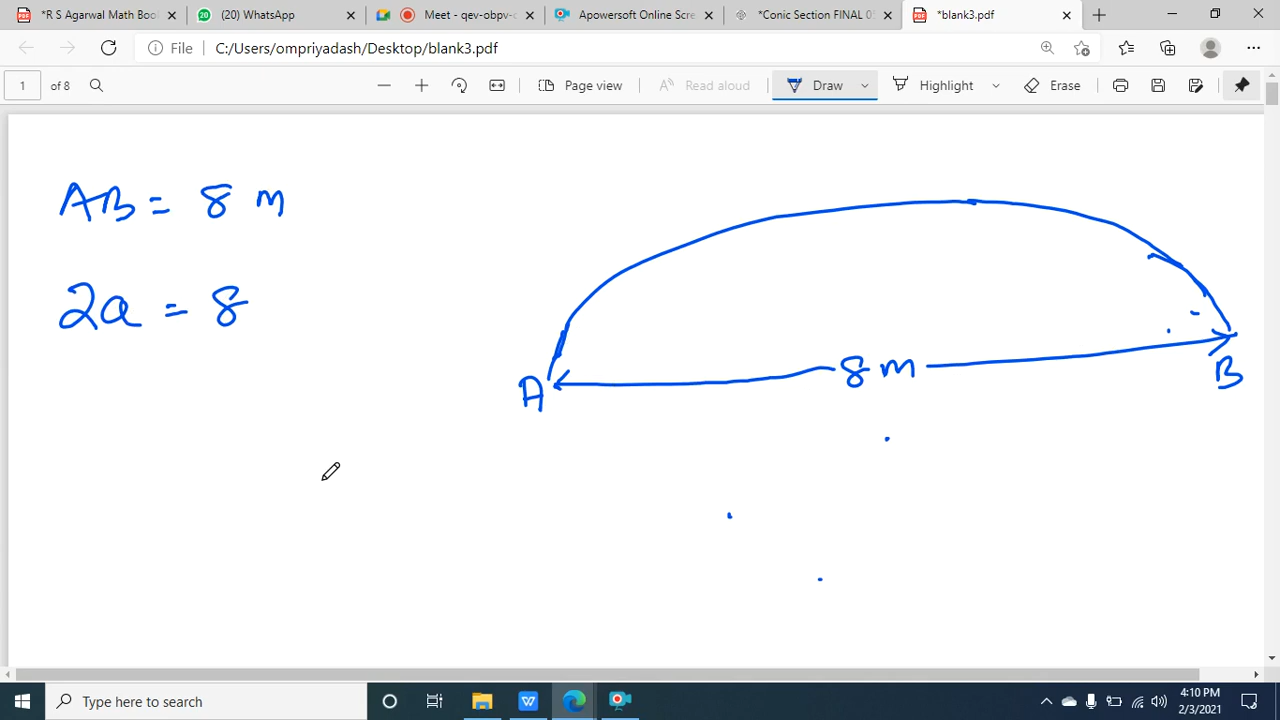 *R S Agarwal Math Boo
(20) WhatsApp
Meet - qev-obpv-c
Apowersoft Online Scre
*Conic Section FINAL 05
*blank3.pdf
File C:/Users/ompriyadash/Desktop/blank3.pdf
1 of 8
Page view
Read aloud
Draw
Highlight
Erase
AB = 8 m
2a = 8
A 8 m B
Type here to search
4:10 PM
2/3/2021